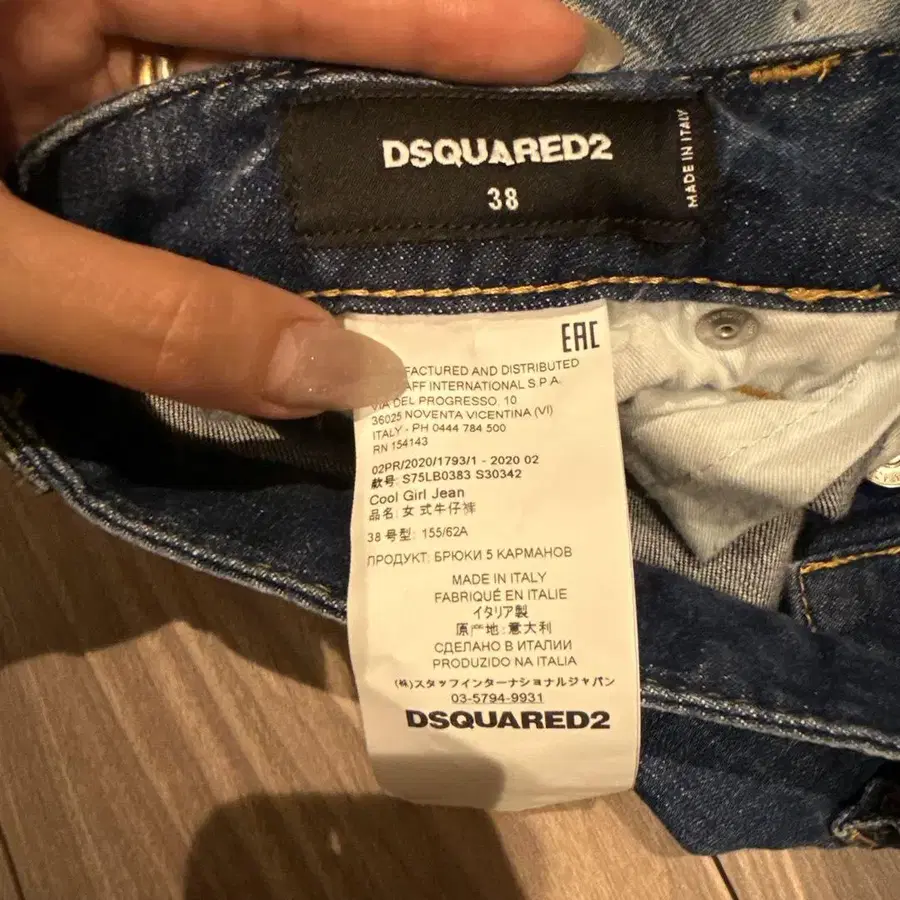 DSQUARED2
38
MADE IN ITALY
EAC
FACTURED AND DISTRIBUTED
AFF INTERNATIONAL S.P.A.
VIA DEL PROGRESSO, 10
36025 NOVENTA VICENTINA (VI)
ITALY - PH 0444 784 500
RN 154143
02PR/2020/1793/1 - 2020 02
款号: S75LB0383 S30342
Cool Girl Jean
品名: 女式牛仔裤
38 号型: 155/62A
ПРОДУКТ: БРЮКИ 5 КАРМАНОВ
MADE IN ITALY
FABRIQUÉ EN ITALIE
イタリア製
原产地: 意大利
СДЕЛАНО В ИТАЛИИ
PRODUZIDO NA ITALIA
(株)スタッフインターナショナルジャパン
03-5794-9931
DSQUARED2